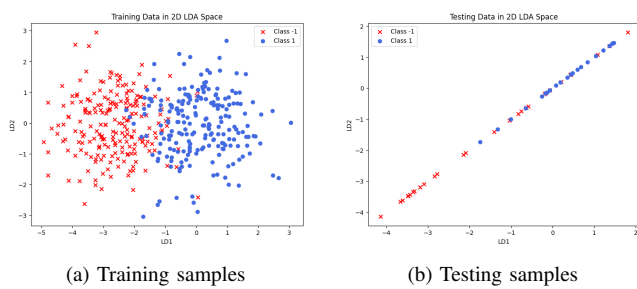 Training Data in 2D LDA Space
Class -1
Class 1
3
2
1
0
−1
−2
−3
LD2
−5
−4
−3
−2
−1
0
1
2
3
LD1
(a) Training samples
Testing Data in 2D LDA Space
Class -1
Class 1
2
1
0
−1
−2
−3
−4
LD2
−4
−3
−2
−1
0
1
2
LD1
(b) Testing samples